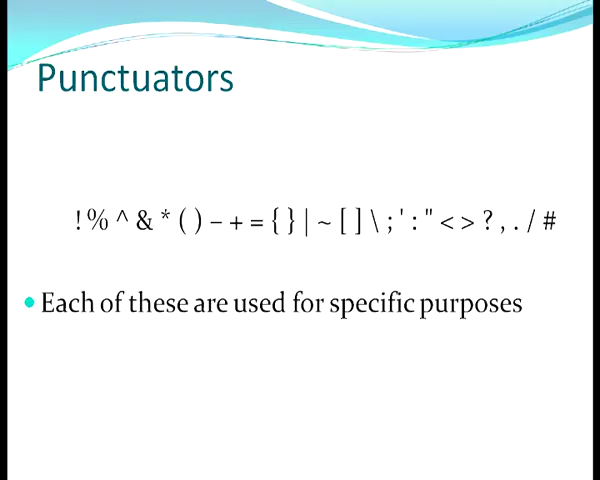 Punctuators
! % ^ & * ( ) – + = { } | ~ [ ] \ ; ' : " < > ? , . / #
Each of these are used for specific purposes